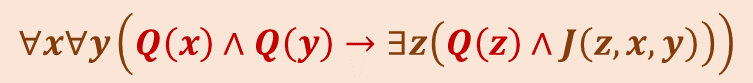 ∀x∀y(Q(x) ∧ Q(y) → ∃z(Q(z) ∧ J(z, x, y)))